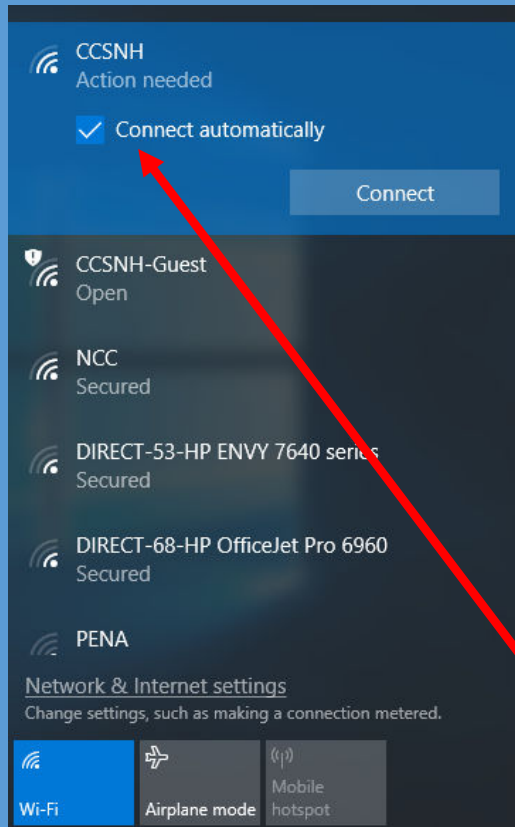 CCSNH
Action needed
Connect automatically
Connect
CCSNH-Guest
Open
NCC
Secured
DIRECT-53-HP ENVY 7640 series
Secured
DIRECT-68-HP OfficeJet Pro 6960
Secured
PENA
Network & Internet settings
Change settings, such as making a connection metered.
Wi-Fi
Airplane mode
Mobile
hotspot